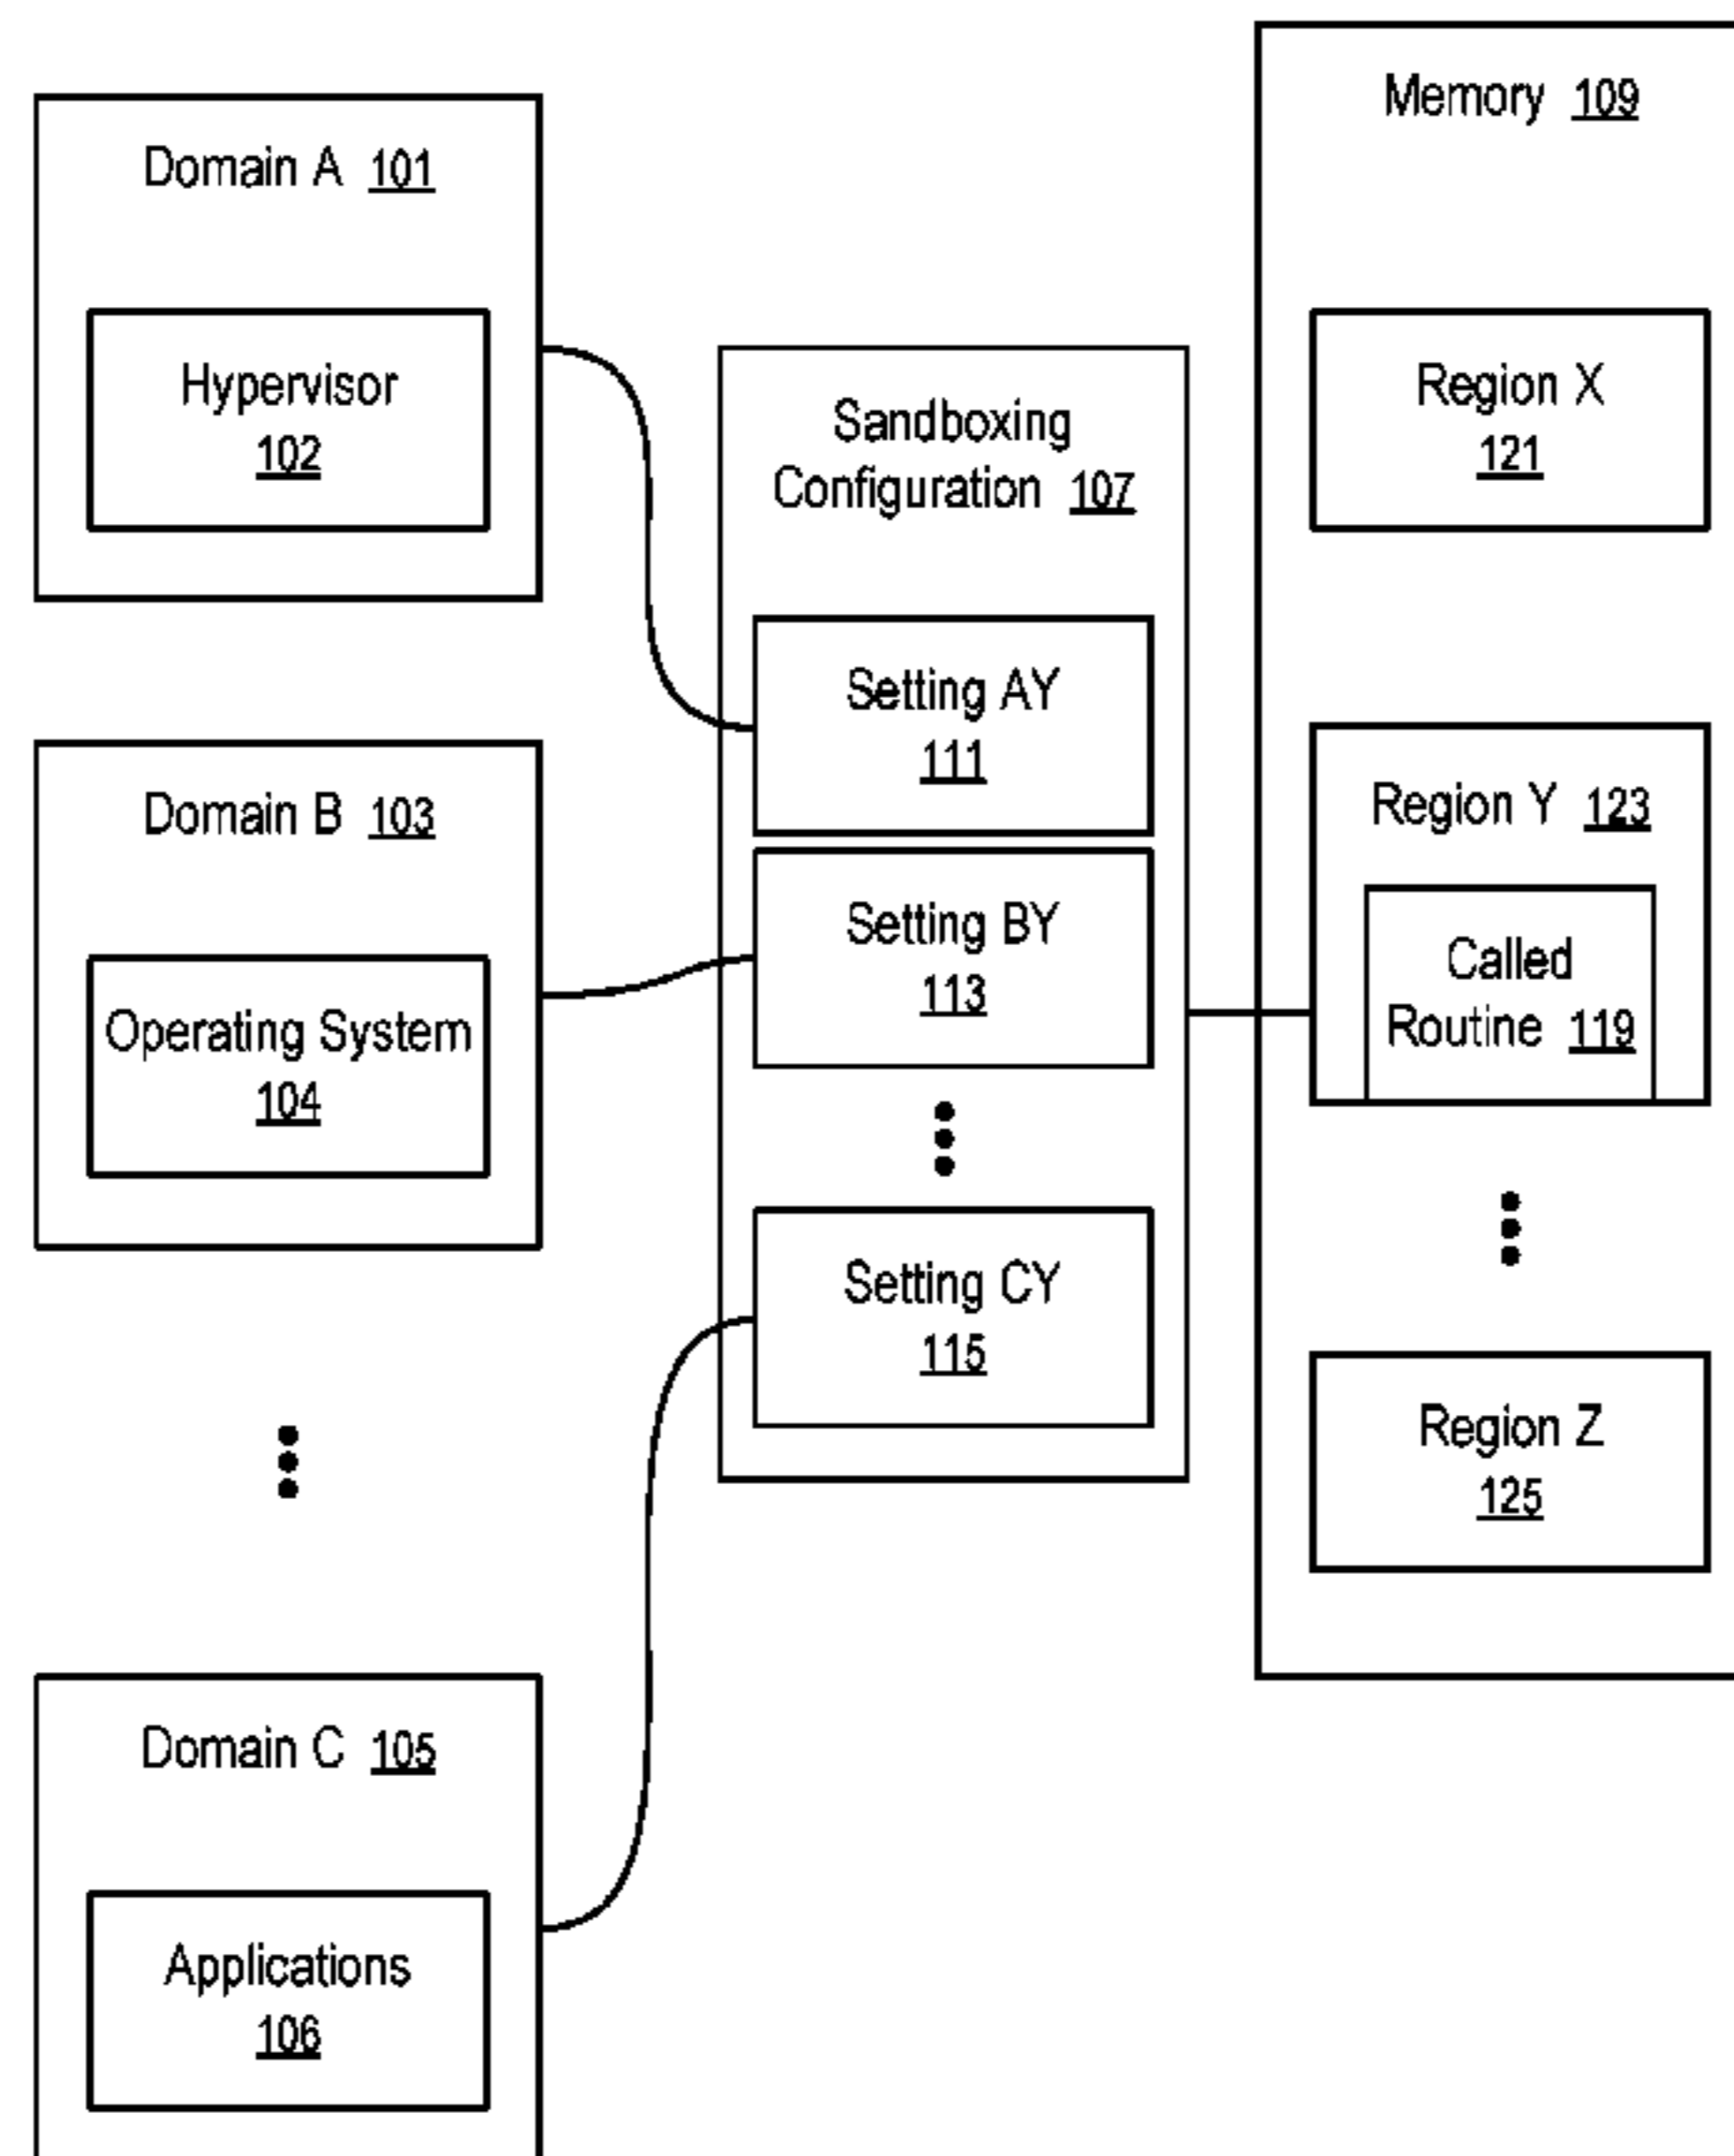 Domain A 101
Hypervisor
102
Domain B 103
Operating System
104
Domain C 105
Applications
106
Sandboxing
Configuration 107
Setting AY
111
Setting BY
113
Setting CY
115
Memory 109
Region X
121
Region Y 123
Called
Routine 119
Region Z
125